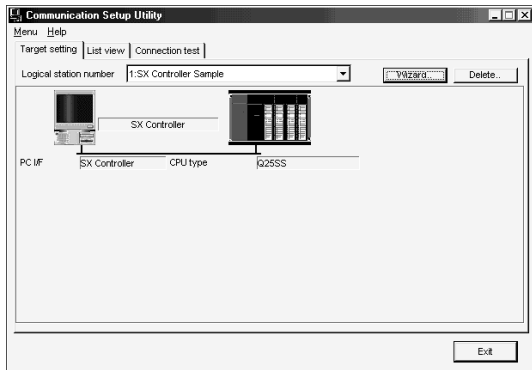 Communication Setup Utility
Menu Help
Target setting List view Connection test
Logical station number 1:SX Controller Sample Wizard.. Delete..
SX Controller
PC I/F SX Controller CPU type Q25SS
Exit